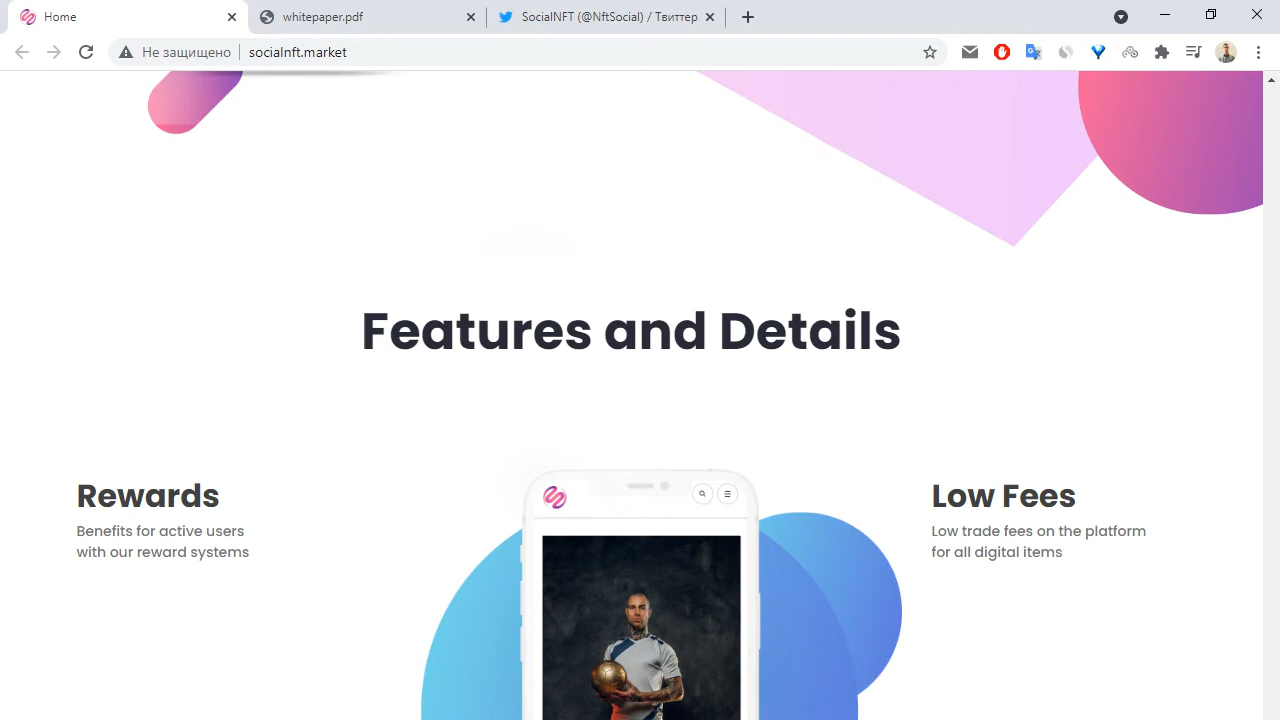 Home
whitepaper.pdf
SocialNFT (@NftSocial) / Твиттер
Не защищено
socialnft.market
Features and Details
Rewards
Benefits for active users
with our reward systems
Low Fees
Low trade fees on the platform
for all digital items